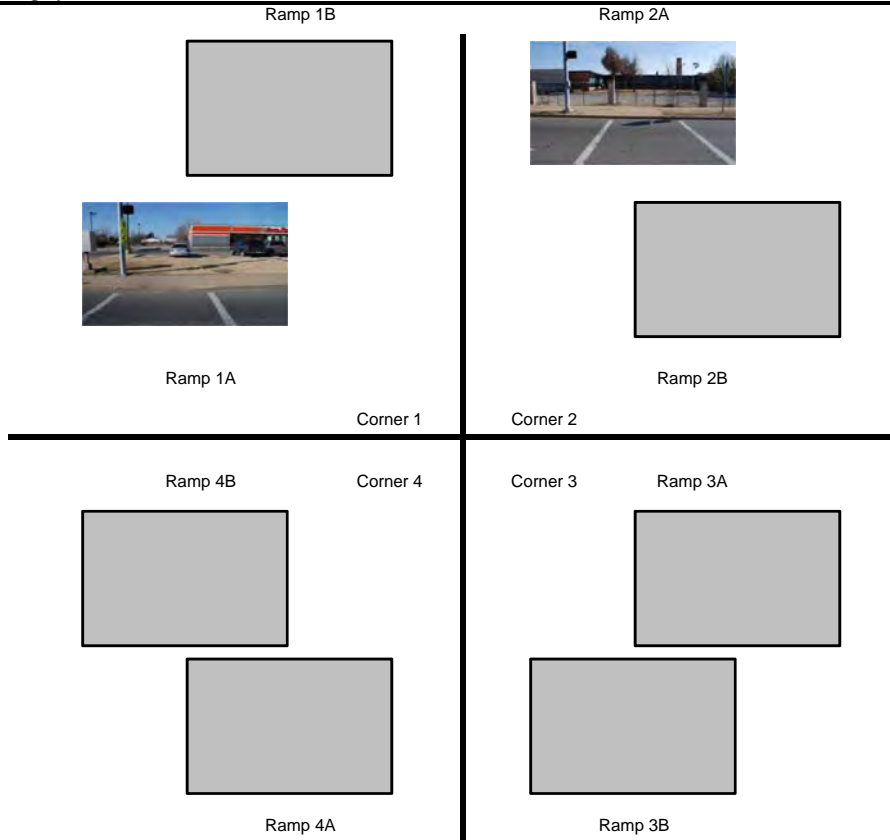 Ramp 1B
Ramp 2A
Ramp 1A
Ramp 2B
Corner 1
Corner 2
Ramp 4B
Corner 4
Corner 3
Ramp 3A
Ramp 4A
Ramp 3B